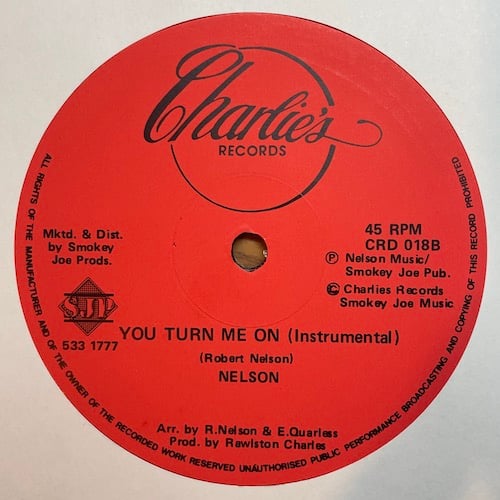 Charlie's
RECORDS
Mktd. & Dist.
by Smokey
Joe Prods.
SJP
533 1777
45 RPM
CRD 018B
Ⓟ Nelson Music/
Smokey Joe Pub.
© Charlies Records
Smokey Joe Music
YOU TURN ME ON (Instrumental)
(Robert Nelson)
NELSON
Arr. by R.Nelson & E.Quarless
Prod. by Rawlston Charles
ALL RIGHTS OF THE MANUFACTURER AND OF THE OWNER OF THE RECORDED WORK RESERVED UNAUTHORISED PUBLIC PERFORMANCE BROADCASTING AND COPYING OF THIS RECORD PROHIBITED